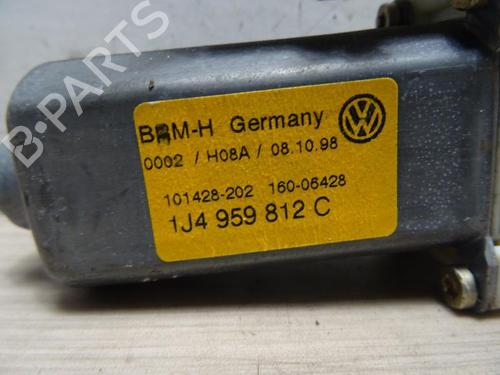 BRM-H Germany
0002 / H08A / 08.10.98
101428-202 160-06428
1J4 959 812 C
B-PARTS